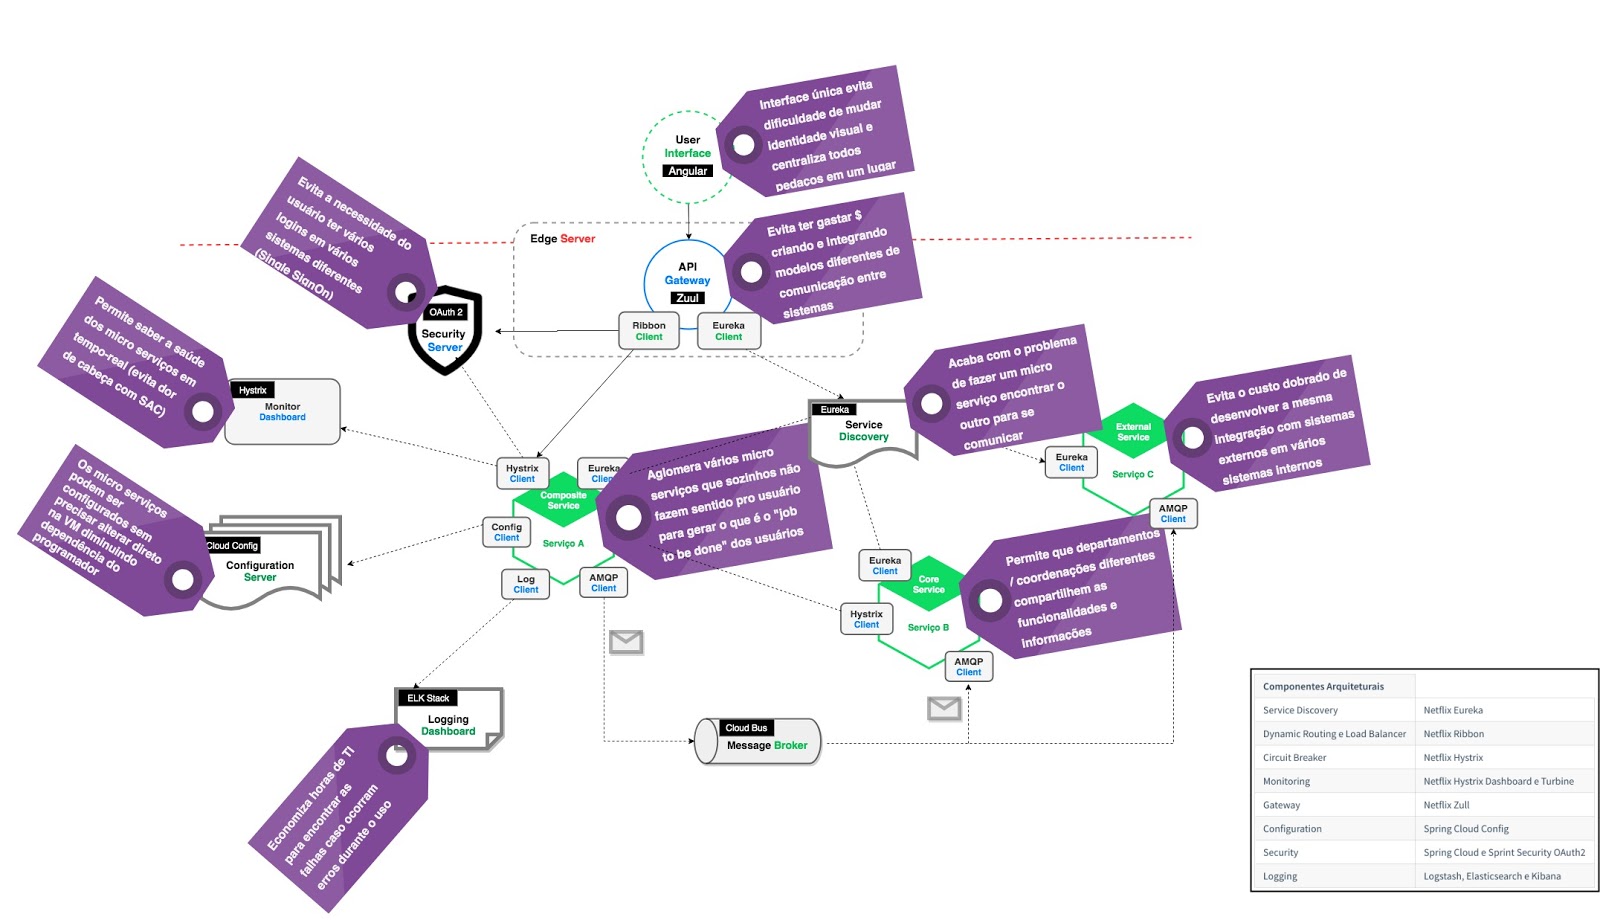 User
Interface
Angular
Interface única evita
dificuldade de mudar
identidade visual e
centraliza todos
pedaços em um lugar
Evita a necessidade do
usuário ter vários
logins em vários
sistemas diferentes
(Single SignOn)
Edge Server
API
Gateway
Zuul
Ribbon
Client
Eureka
Client
Evita ter gastar $
criando e integrando
modelos diferentes de
comunicação entre
sistemas
OAuth 2
Security
Server
Permite saber a saúde
dos micro serviços em
tempo-real (evita dor
de cabeça com SAC)
Hystrix
Monitor
Dashboard
Eureka
Service
Discovery
Acaba com o problema
de fazer um micro
serviço encontrar o
outro para se
comunicar
External
Service
Serviço C
Eureka
Client
AMQP
Client
Evita o custo dobrado de
desenvolver a mesma
integração com sistemas
externos em vários
sistemas internos
Os micro serviços
podem ser
configurados sem
precisar alterar direto
na VM diminuindo
dependência do
programador
Cloud Config
Configuration
Server
Hystrix
Client
Eureka
Clien
Composite
Service
Serviço A
Config
Client
Log
Client
AMQP
Client
Aglomera vários micro
serviços que sozinhos não
fazem sentido pro usuário
para gerar o que é o "job
to be done" dos usuários
Eureka
Client
Core
Service
Serviço B
Hystrix
Client
AMQP
Client
Permite que departamentos
/ coordenações diferentes
compartilhem as
funcionalidades e
informações
ELK Stack
Logging
Dashboard
Economiza horas de TI
para encontrar as
falhas caso ocorram
erros durante o uso
Cloud Bus
Message Broker
Componentes Arquiteturais
Service Discovery Netflix Eureka
Dynamic Routing e Load Balancer Netflix Ribbon
Circuit Breaker Netflix Hystrix
Monitoring Netflix Hystrix Dashboard e Turbine
Gateway Netflix Zull
Configuration Spring Cloud Config
Security Spring Cloud e Sprint Security OAuth2
Logging Logstash, Elasticsearch e Kibana